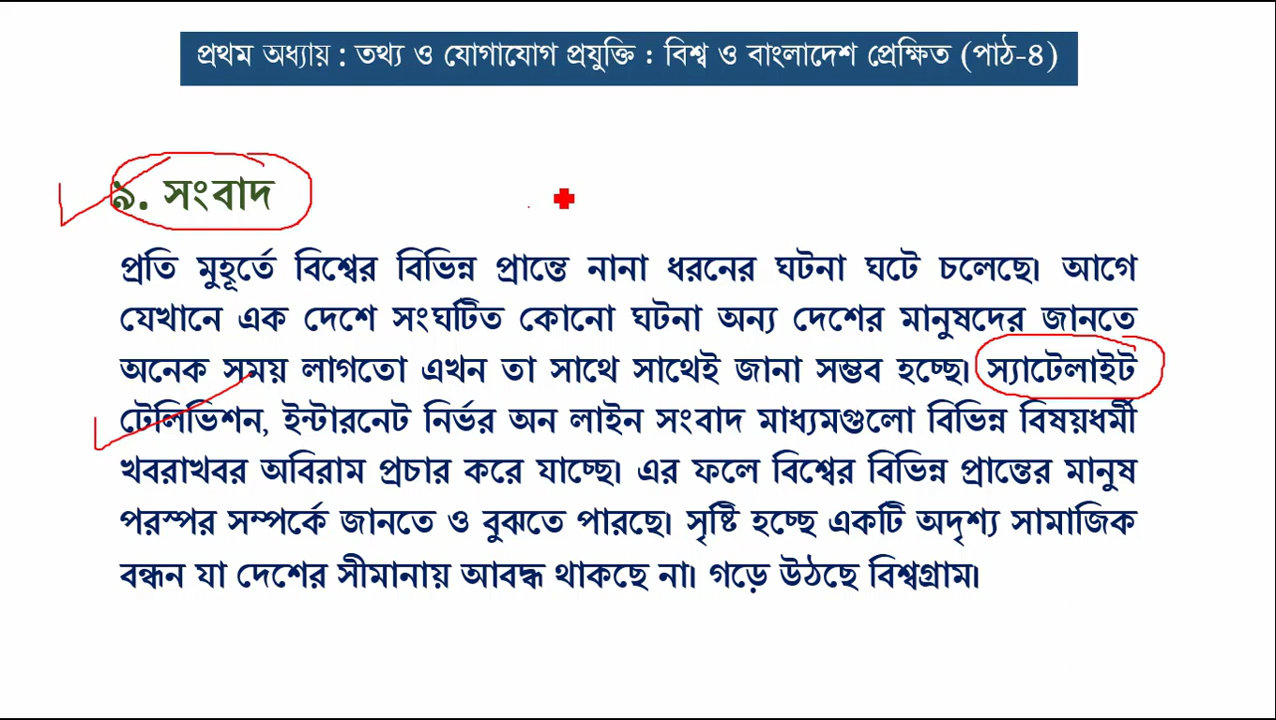 প্রথম অধ্যায় : তথ্য ও যোগাযোগ প্রযুক্তি : বিশ্ব ও বাংলাদেশ প্রেক্ষিত (পাঠ-৪)
৯. সংবাদ
প্রতি মুহূর্তে বিশ্বের বিভিন্ন প্রান্তে নানা ধরনের ঘটনা ঘটে চলেছে। আগে
যেখানে এক দেশে সংঘটিত কোনো ঘটনা অন্য দেশের মানুষদের জানতে
অনেক সময় লাগতো এখন তা সাথে সাথেই জানা সম্ভব হচ্ছে। স্যাটেলাইট
টেলিভিশন, ইন্টারনেট নির্ভর অন লাইন সংবাদ মাধ্যমগুলো বিভিন্ন বিষয়ধর্মী
খবরাখবর অবিরাম প্রচার করে যাচ্ছে। এর ফলে বিশ্বের বিভিন্ন প্রান্তের মানুষ
পরস্পর সম্পর্কে জানতে ও বুঝতে পারছে। সৃষ্টি হচ্ছে একটি অদৃশ্য সামাজিক
বন্ধন যা দেশের সীমানায় আবদ্ধ থাকছে না। গড়ে উঠছে বিশ্বগ্রাম।